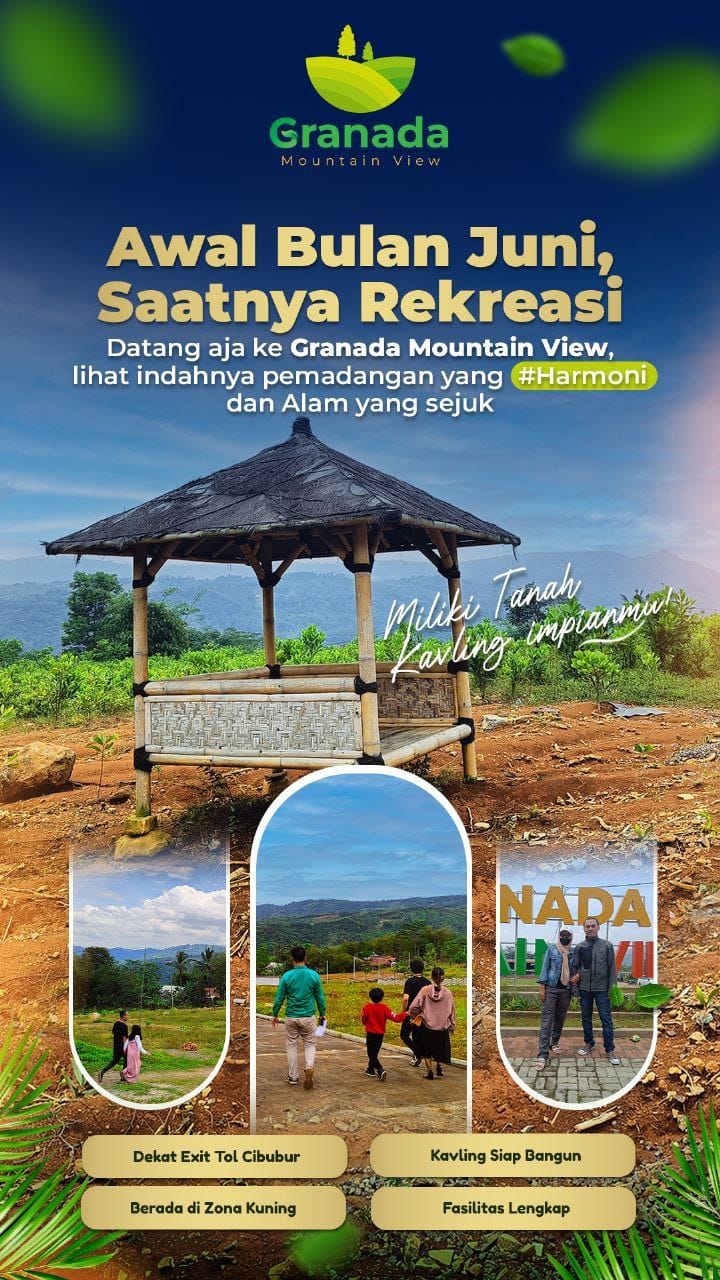 Granada
Mountain View
Awal Bulan Juni,
Saatnya Rekreasi
Datang aja ke Granada Mountain View,
lihat indahnya pemadangan yang #Harmoni
dan Alam yang sejuk
Miliki Tanah
Kavling impianmu!
NADA
Dekat Exit Tol Cibubur
Kavling Siap Bangun
Berada di Zona Kuning
Fasilitas Lengkap